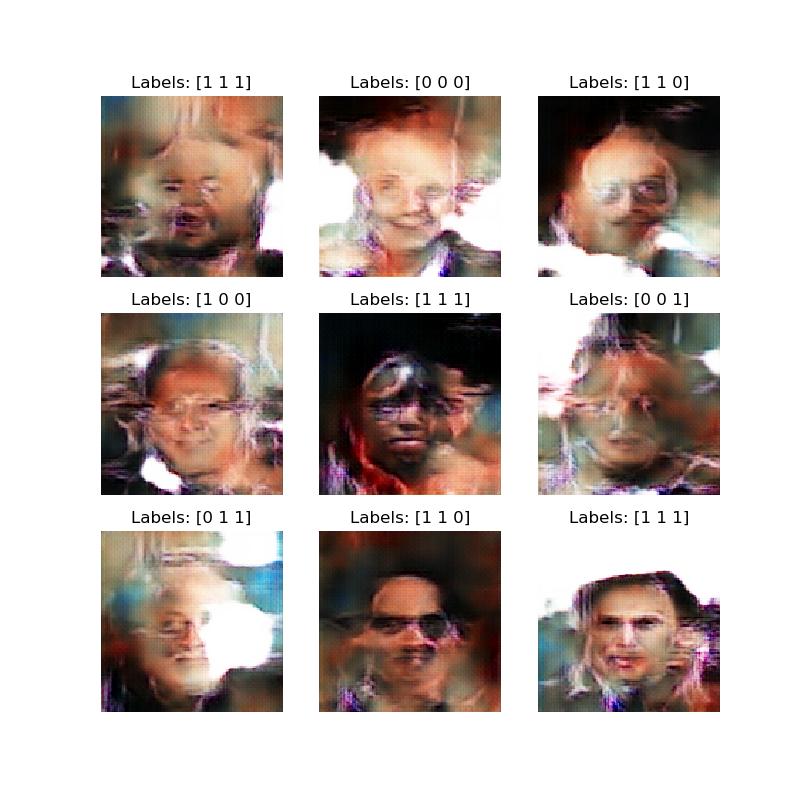 Labels: [1 1 1]
Labels: [0 0 0]
Labels: [1 1 0]
Labels: [1 0 0]
Labels: [1 1 1]
Labels: [0 0 1]
Labels: [0 1 1]
Labels: [1 1 0]
Labels: [1 1 1]